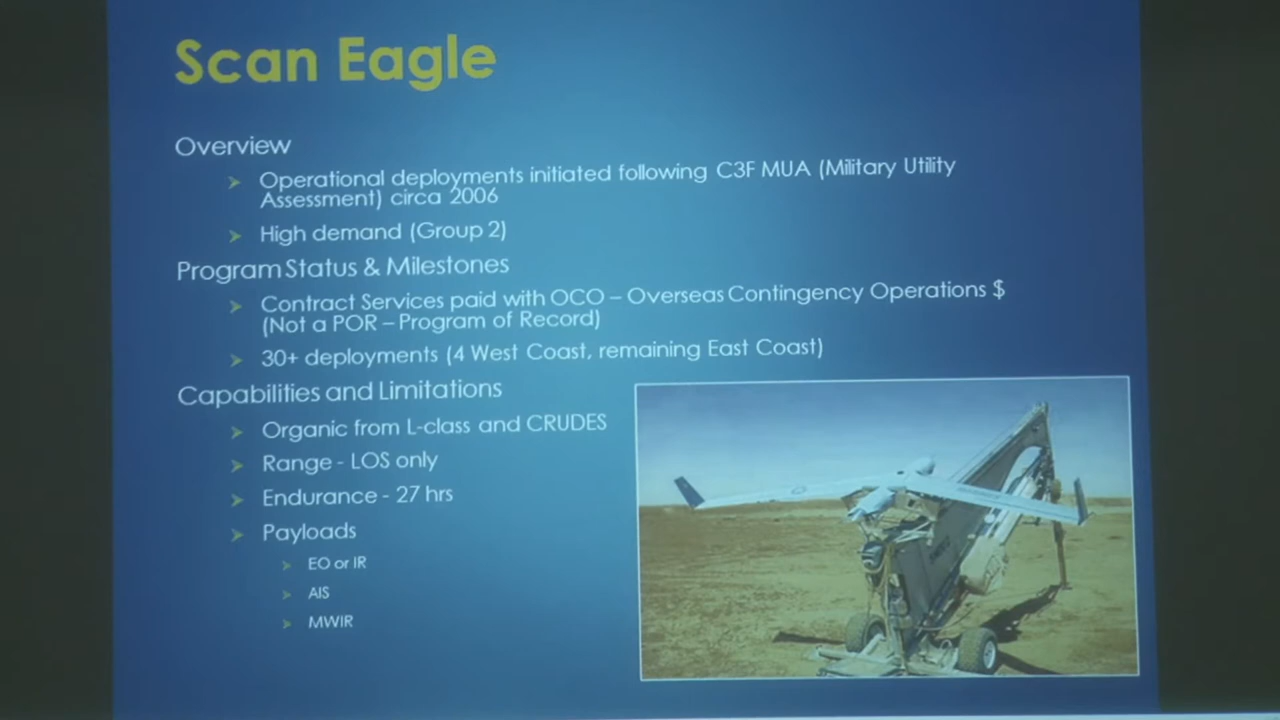 Scan Eagle
Overview
Operational deployments initiated following C3F MUA (Military Utility
Assessment) circa 2006
High demand (Group 2)
Program Status & Milestones
Contract Services paid with OCO – Overseas Contingency Operations $
(Not a POR – Program of Record)
30+ deployments (4 West Coast, remaining East Coast)
Capabilities and Limitations
Organic from L-class and CRUDES
Range - LOS only
Endurance - 27 hrs
Payloads
EO or IR
AIS
MWIR